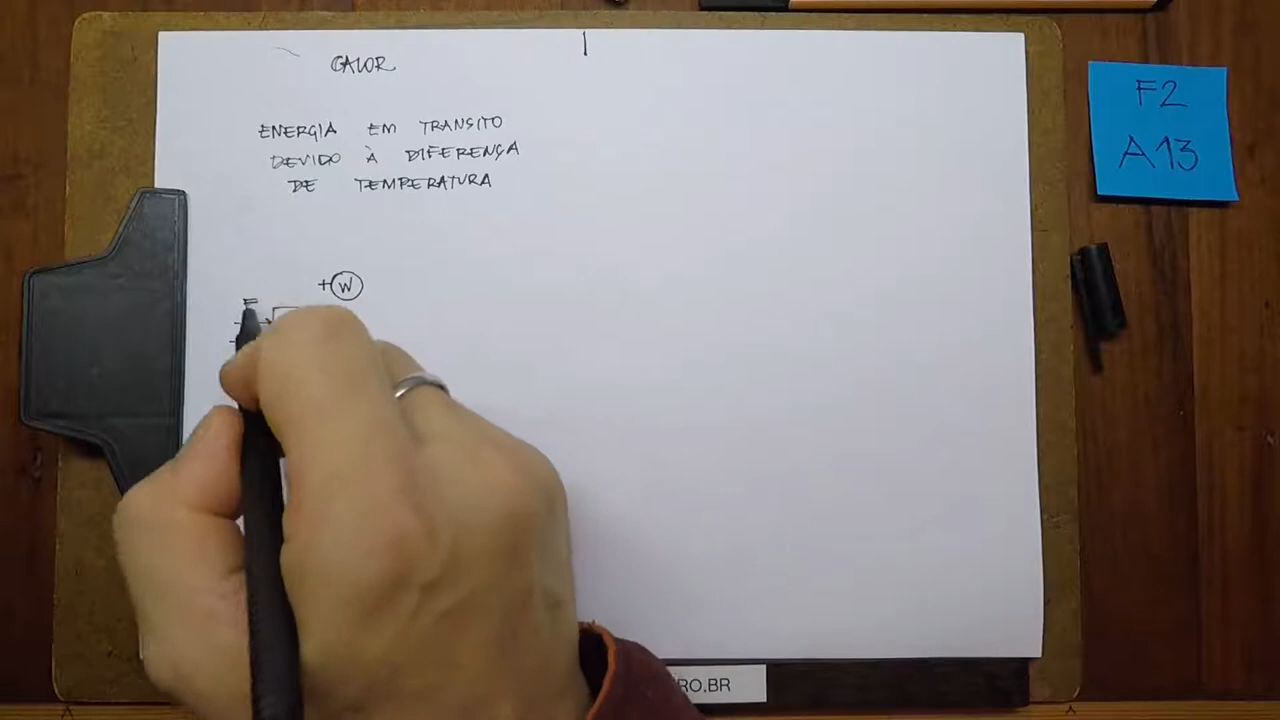 CALOR
ENERGIA EM TRANSITO
DEVIDO À DIFERENÇA
DE TEMPERATURA
+W
F
F2
A13
RO.BR